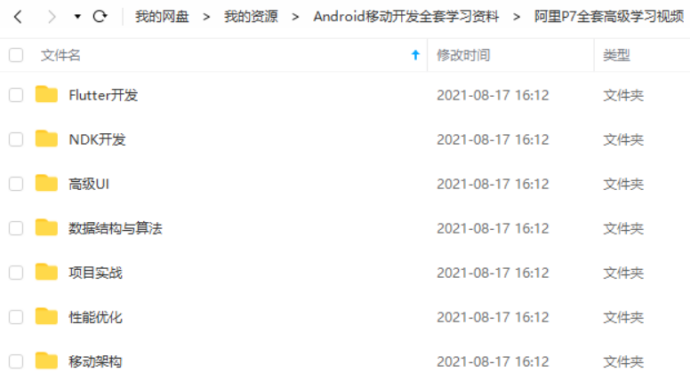 我的网盘 > 我的资源 > Android移动开发全套学习资料 > 阿里P7全套高级学习视频
文件名 修改时间 类型
Flutter开发 2021-08-17 16:12 文件夹
NDK开发 2021-08-17 16:12 文件夹
高级UI 2021-08-17 16:12 文件夹
数据结构与算法 2021-08-17 16:12 文件夹
项目实战 2021-08-17 16:12 文件夹
性能优化 2021-08-17 16:12 文件夹
移动架构 2021-08-17 16:12 文件夹